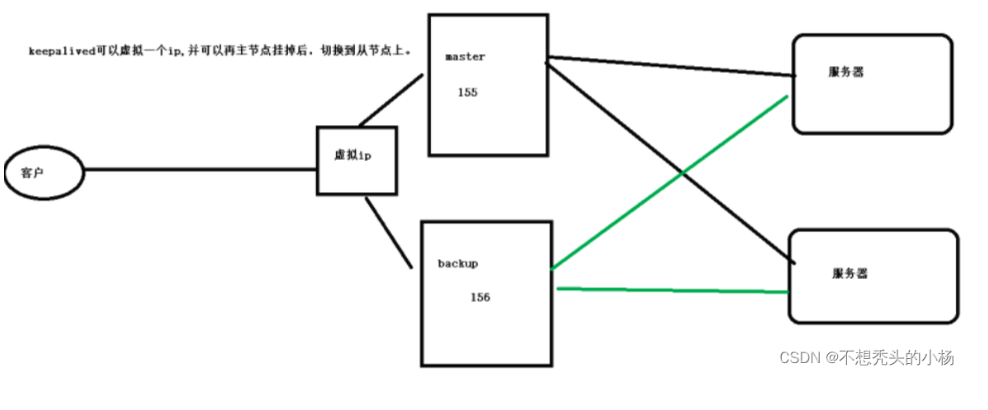 keepalived可以虚拟一个ip,并可以再主节点挂掉后，切换到从节点上。
master
155
服务器
虚拟ip
客户
backup
156
服务器
CSDN @不想秃头的小杨